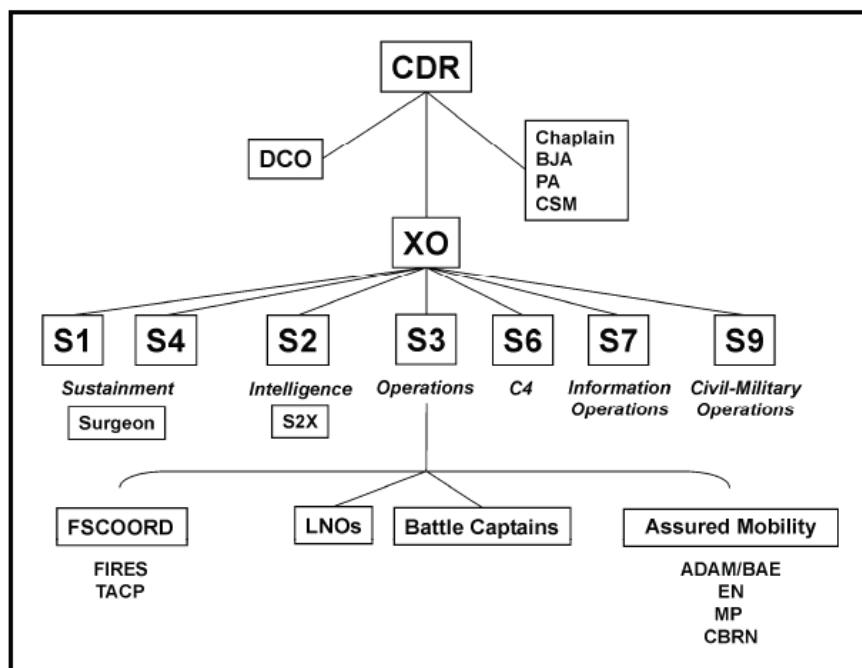 CDR
DCO
Chaplain
BJA
PA
CSM
XO
S1
S4
S2
S3
S6
S7
S9
Sustainment
Intelligence
Operations
C4
Information
Operations
Civil-Military
Operations
Surgeon
S2X
FSCOORD
LNOs
Battle Captains
Assured Mobility
FIRES
TACP
ADAM/BAE
EN
MP
CBRN